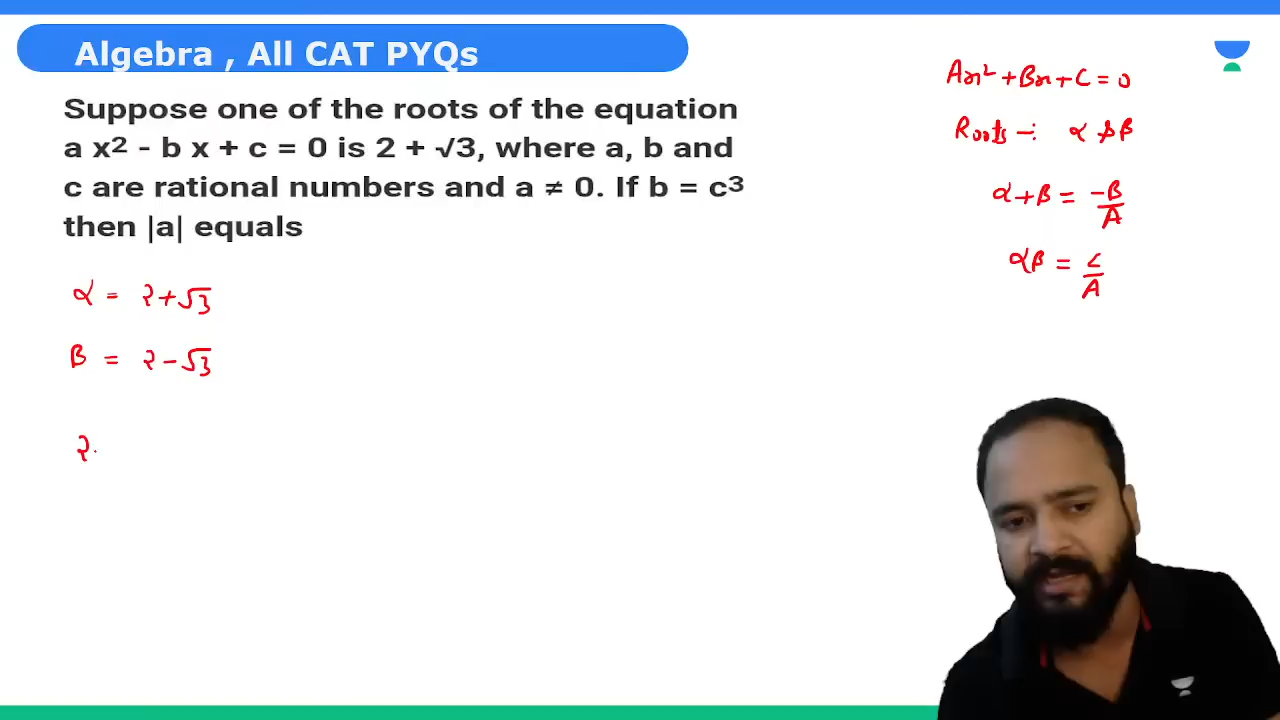 Algebra , All CAT PYQs
Suppose one of the roots of the equation
a x² - b x + c = 0 is 2 + √3, where a, b and
c are rational numbers and a ≠ 0. If b = c³
then |a| equals
α = 2+√3
β = 2-√3
2
Ax² + Bx + C = 0
Roots -: α & β
α+β = -B/A
αβ = C/A